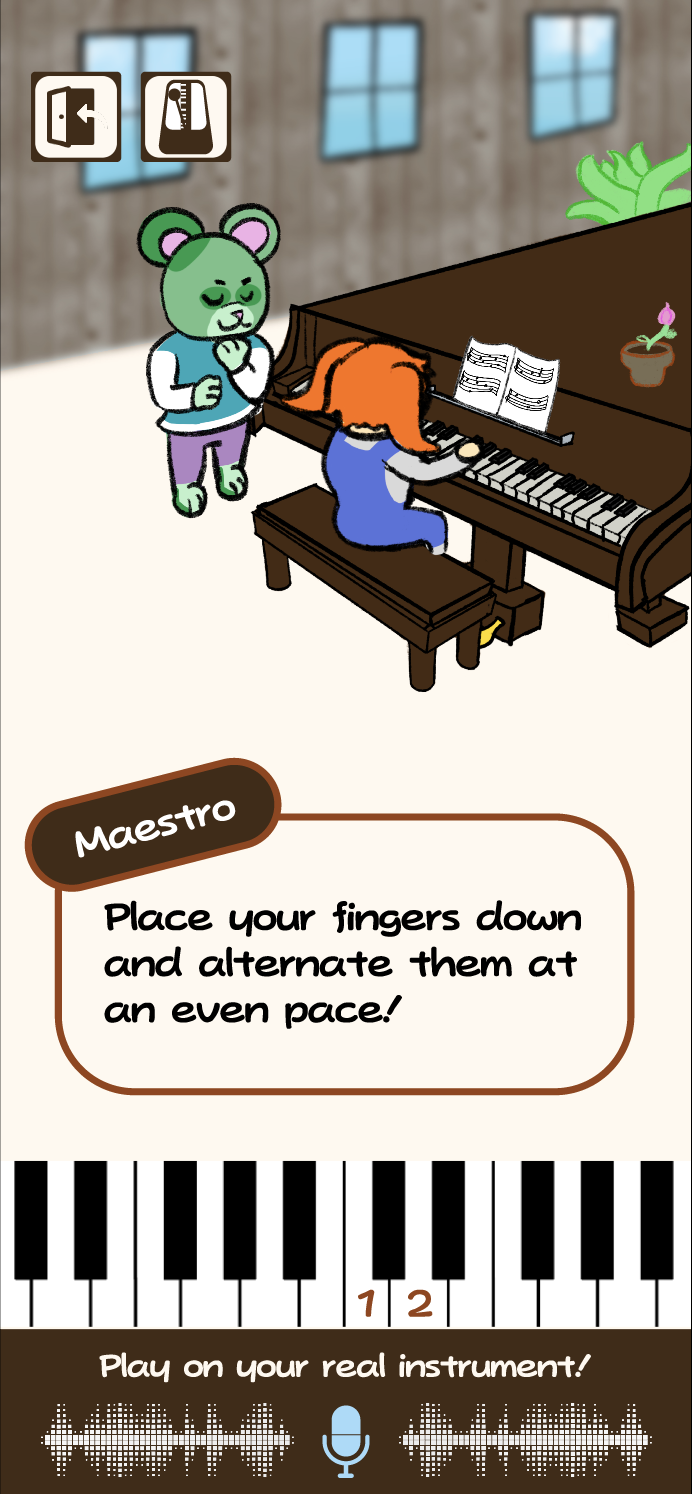 Maestro
Place your fingers down
and alternate them at
an even pace!
1 2
Play on your real instrument!